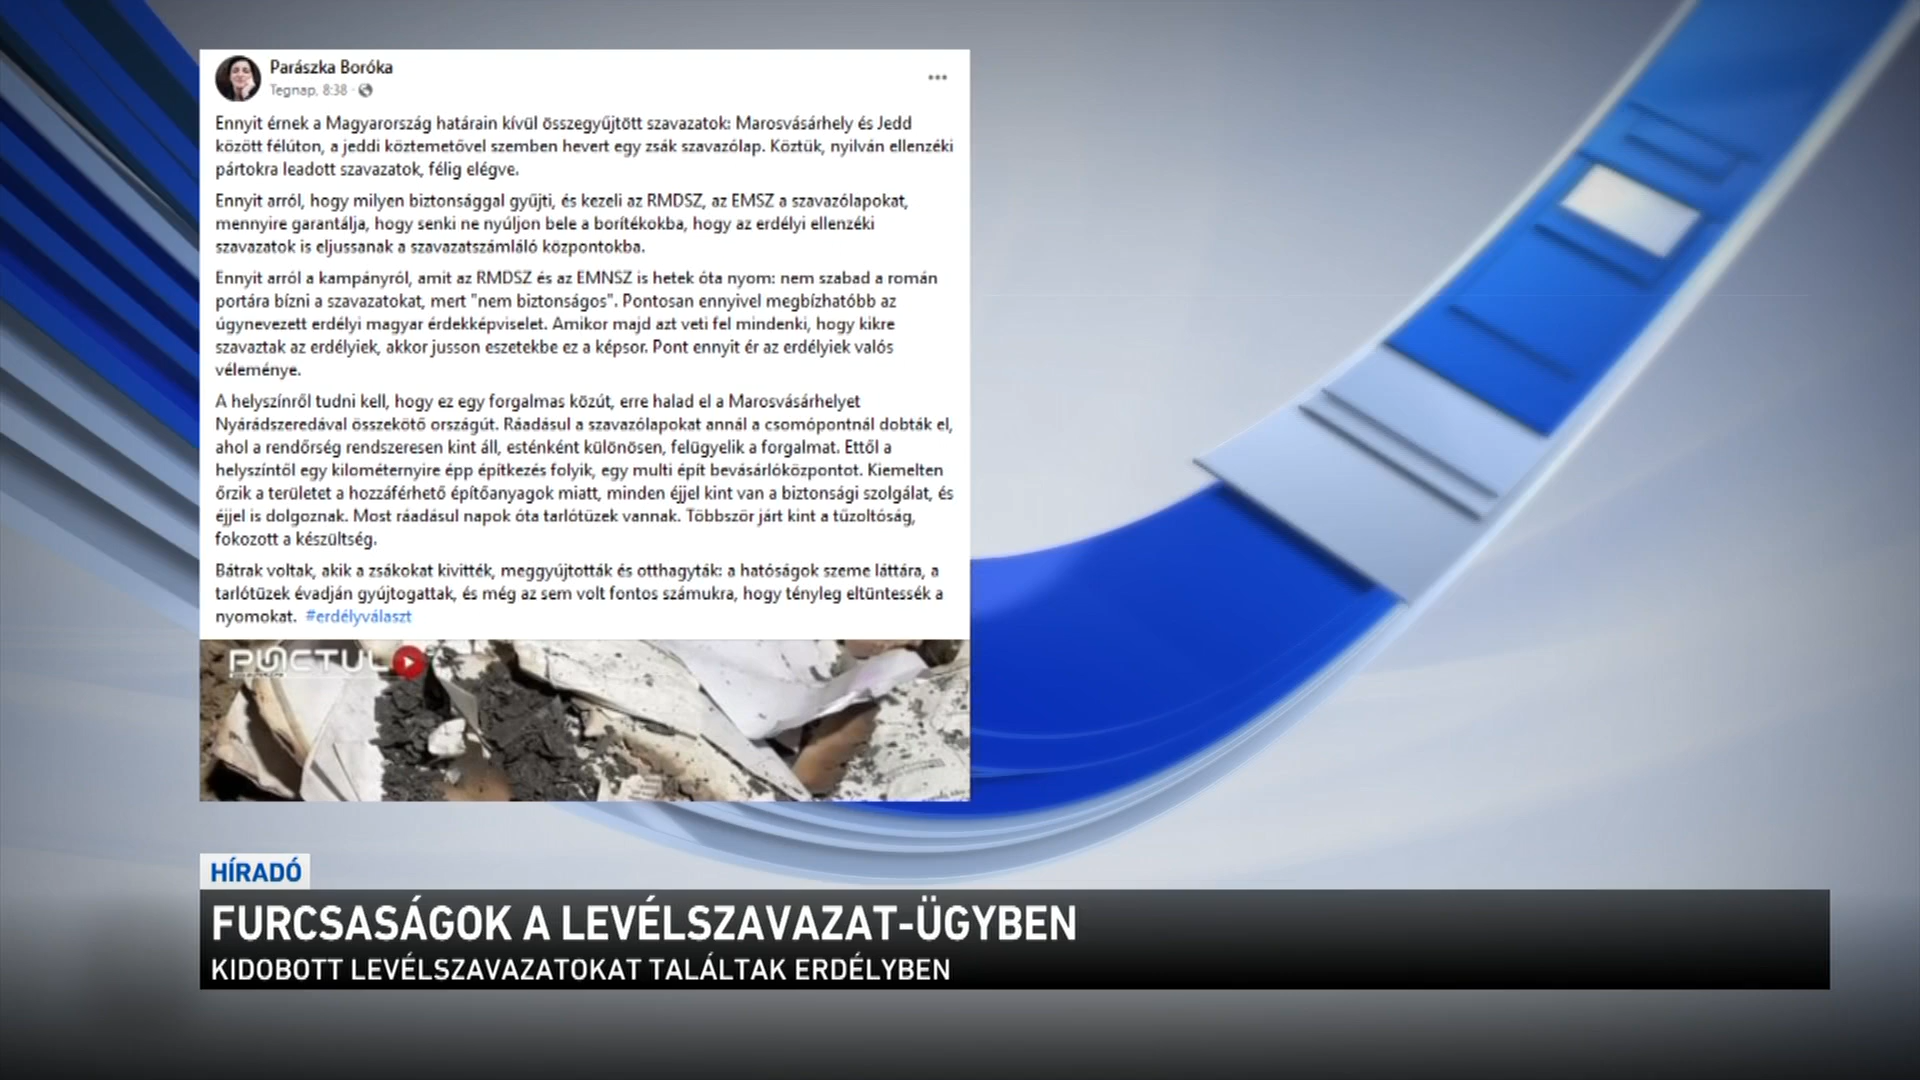 Parászka Boróka
Tegnap, 8:38 ·
Ennyit érnek a Magyarország határain kívül összegyűjtött szavazatok: Marosvásárhely és Jedd
között félúton, a jeddi köztemetővel szemben hevert egy zsák szavazólap. Köztük, nyilván ellenzéki
pártokra leadott szavazatok, félig elégve.
Ennyit arról, hogy milyen biztonsággal gyűjti, és kezeli az RMDSZ, az EMSZ a szavazólapokat,
mennyire garantálja, hogy senki ne nyúljon bele a borítékokba, hogy az erdélyi ellenzéki
szavazatok is eljussanak a szavazatszámláló központokba.
Ennyit arról a kampányról, amit az RMDSZ és az EMNSZ is hetek óta nyom: nem szabad a román
portára bízni a szavazatokat, mert "nem biztonságos". Pontosan ennyivel megbízhatóbb az
úgynevezett erdélyi magyar érdekképviselet. Amikor majd azt veti fel mindenki, hogy kikre
szavaztak az erdélyiek, akkor jusson eszetekbe ez a képsor. Pont ennyit ér az erdélyiek valós
véleménye.
A helyszínről tudni kell, hogy ez egy forgalmas közút, erre halad el a Marosvásárhelyet
Nyárádszeredával összekötő országút. Ráadásul a szavazólapokat annál a csomópontnál dobták el,
ahol a rendőrség rendszeresen kint áll, esténként különösen, felügyelik a forgalmat. Ettől a
helyszíntől egy kilométernyire épp építkezés folyik, egy multi épít bevásárlóközpontot. Kiemelten
őrzik a területet a hozzáférhető építőanyagok miatt, minden éjjel kint van a biztonsági szolgálat, és
éjjel is dolgoznak. Most ráadásul napok óta tarlótüzek vannak. Többször járt kint a tűzoltóság,
fokozott a készültség.
Bátrak voltak, akik a zsákokat kivitték, meggyújtották és otthagyták: a hatóságok szeme láttára, a
tarlótüzek évadján gyújtogattak, és még az sem volt fontos számukra, hogy tényleg eltüntessék a
nyomokat. #erdélyválaszt
PUNCTUL
HÍRADÓ
FURCSASÁGOK A LEVÉLSZAVAZAT-ÜGYBEN
KIDOBOTT LEVÉLSZAVAZATOKAT TALÁLTAK ERDÉLYBEN